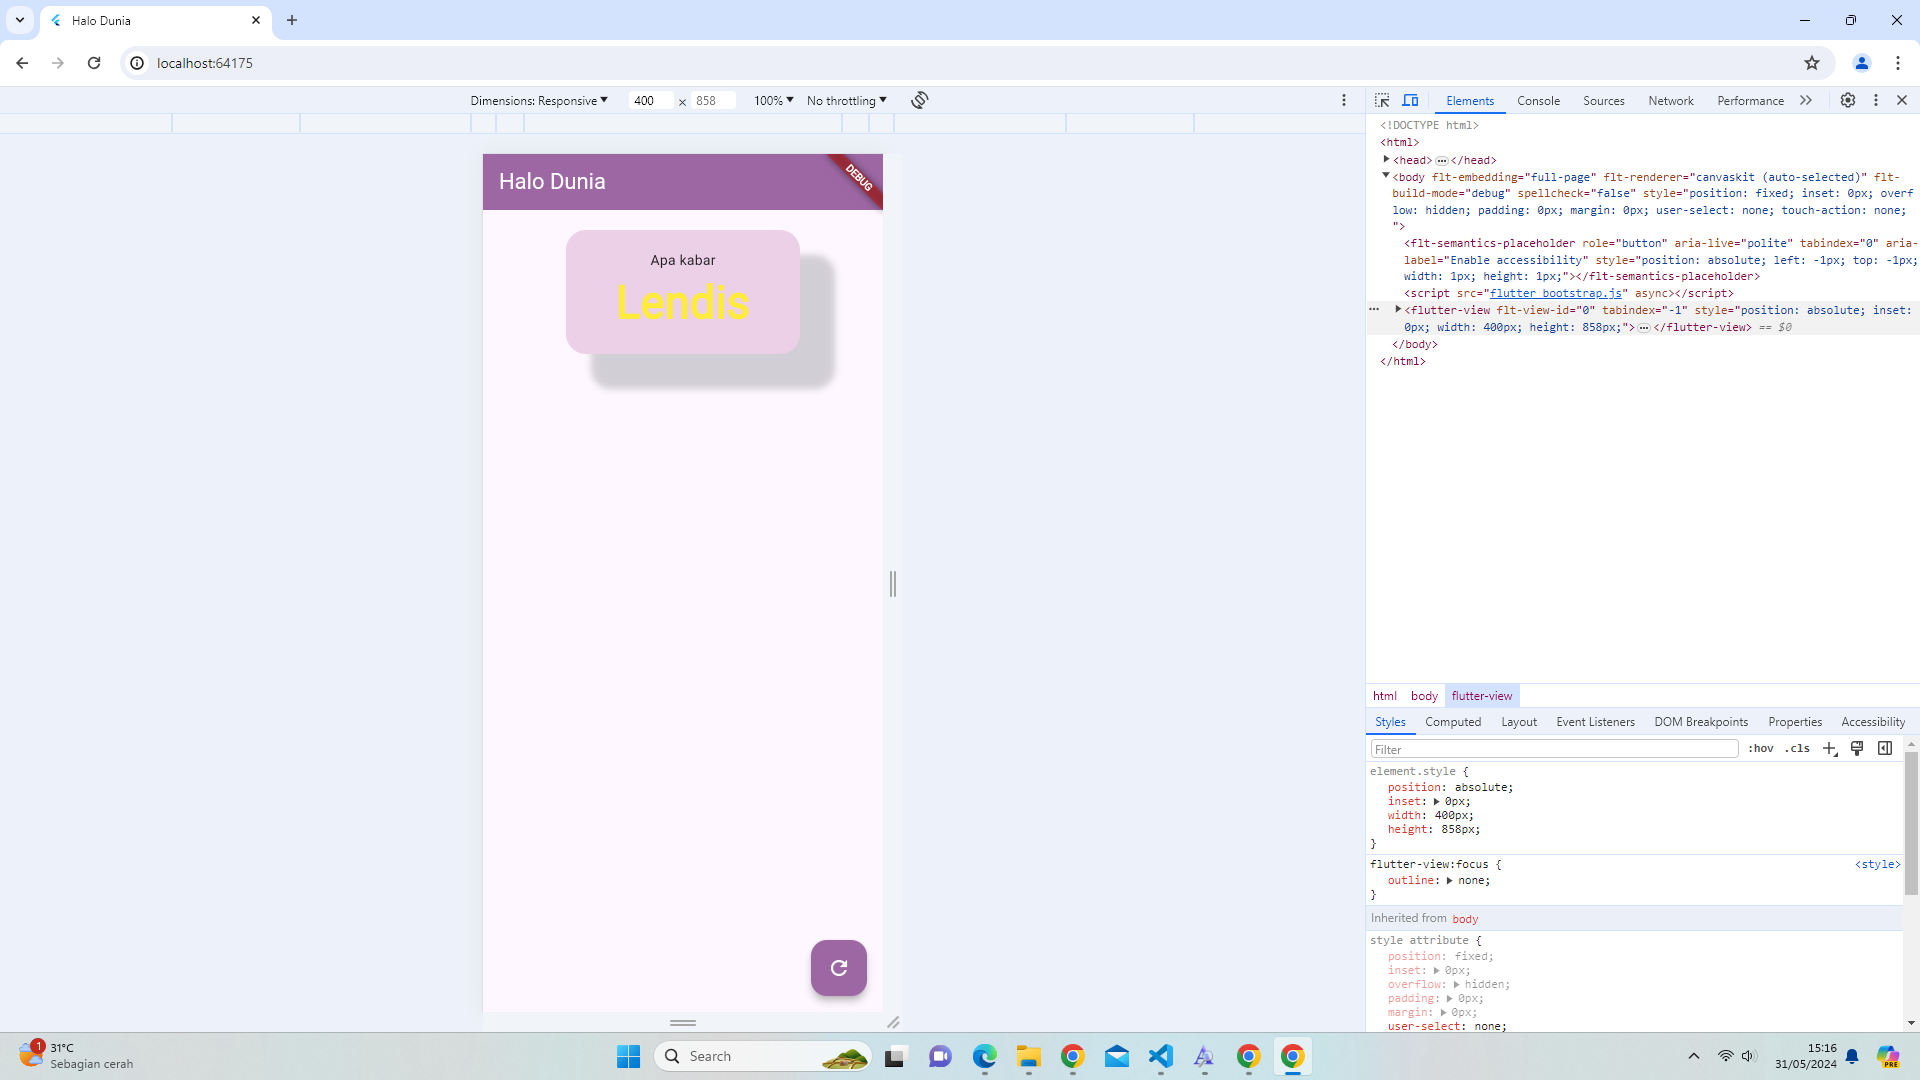 Halo Dunia
localhost:64175
Dimensions: Responsive 400 × 858 100% No throttling
Elements Console Sources Network Performance
<!DOCTYPE html>
<html>
<head> … </head>
<body flt-embedding="full-page" flt-renderer="canvaskit (auto-selected)" flt-
build-mode="debug" spellcheck="false" style="position: fixed; inset: 0px; overf
low: hidden; padding: 0px; margin: 0px; user-select: none; touch-action: none;
">
<flt-semantics-placeholder role="button" aria-live="polite" tabindex="0" aria-
label="Enable accessibility" style="position: absolute; left: -1px; top: -1px;
width: 1px; height: 1px;"></flt-semantics-placeholder>
<script src="flutter_bootstrap.js" async></script>
<flutter-view flt-view-id="0" tabindex="-1" style="position: absolute; inset:
0px; width: 400px; height: 858px;"> … </flutter-view> == $0
</body>
</html>
Halo Dunia
DEBUG
Apa kabar
Lendis
html body flutter-view
Styles Computed Layout Event Listeners DOM Breakpoints Properties Accessibility
Filter :hov .cls
element.style {
position: absolute;
inset: 0px;
width: 400px;
height: 858px;
}
flutter-view:focus { <style>
outline: none;
}
Inherited from body
style attribute {
position: fixed;
inset: 0px;
overflow: hidden;
padding: 0px;
margin: 0px;
user-select: none;
1
31°C
Sebagian cerah
Search
15:16
31/05/2024
PRE